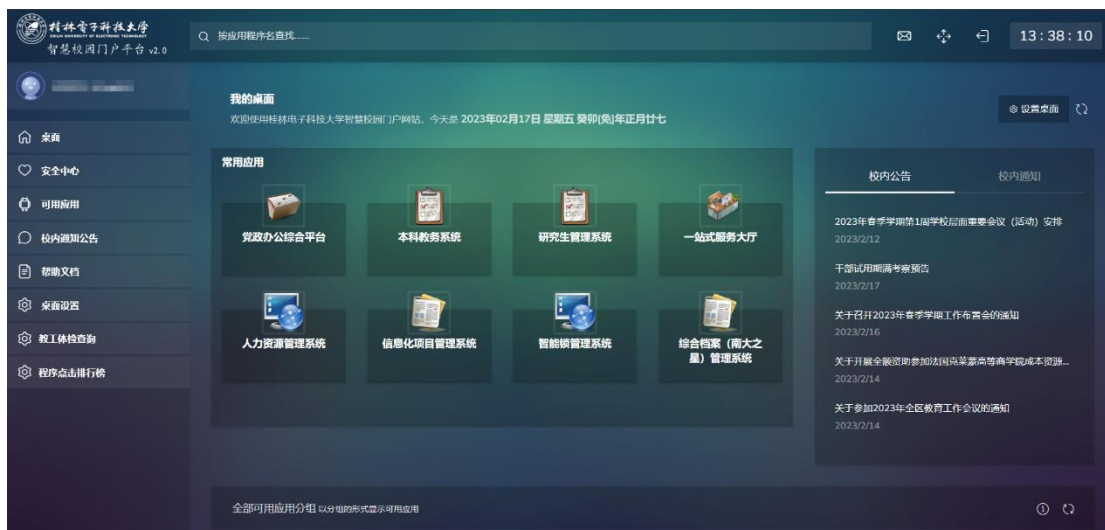 桂林电子科技大学
GUILIN UNIVERSITY OF ELECTRONIC TECHNOLOGY
智慧校园门户平台 v2.0
按应用程序名查找......
13:38:10
桌面
安全中心
可用应用
校内通知公告
帮助文档
桌面设置
教工体检查询
程序点击排行榜
我的桌面
欢迎使用桂林电子科技大学智慧校园门户网站，今天是 2023年02月17日 星期五 癸卯(兔)年正月廿七
设置桌面
常用应用
党政办公综合平台
本科教务系统
研究生管理系统
一站式服务大厅
人力资源管理系统
信息化项目管理系统
智能锁管理系统
综合档案（南大之
星）管理系统
校内公告
校内通知
2023年春季学期第1周学校层面重要会议（活动）安排
2023/2/12
干部试用期满考察预告
2023/2/17
关于召开2023年春季学期工作布置会的通知
2023/2/16
关于开展全额资助参加法国克莱蒙高等商学院成本资源...
2023/2/14
关于参加2023年全区教育工作会议的通知
2023/2/14
全部可用应用分组 以分组的形式显示可用应用